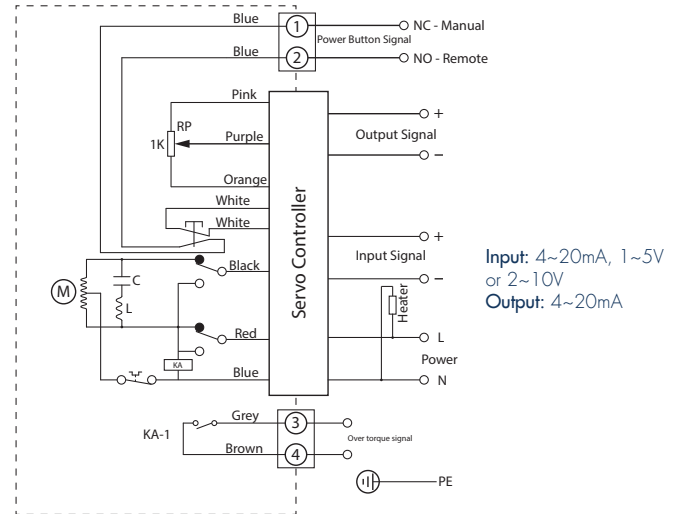 Blue
1
NC - Manual
Power Button Signal
Blue
2
NO - Remote
Pink
RP
1K
Purple
Orange
White
White
Black
Red
Blue
M
C
L
KA
Servo Controller
+
Output Signal
−
+
Input Signal
−
Heater
L
Power
N
Input: 4~20mA, 1~5V
or 2~10V
Output: 4~20mA
KA-1
Grey
3
Over torque signal
Brown
4
PE